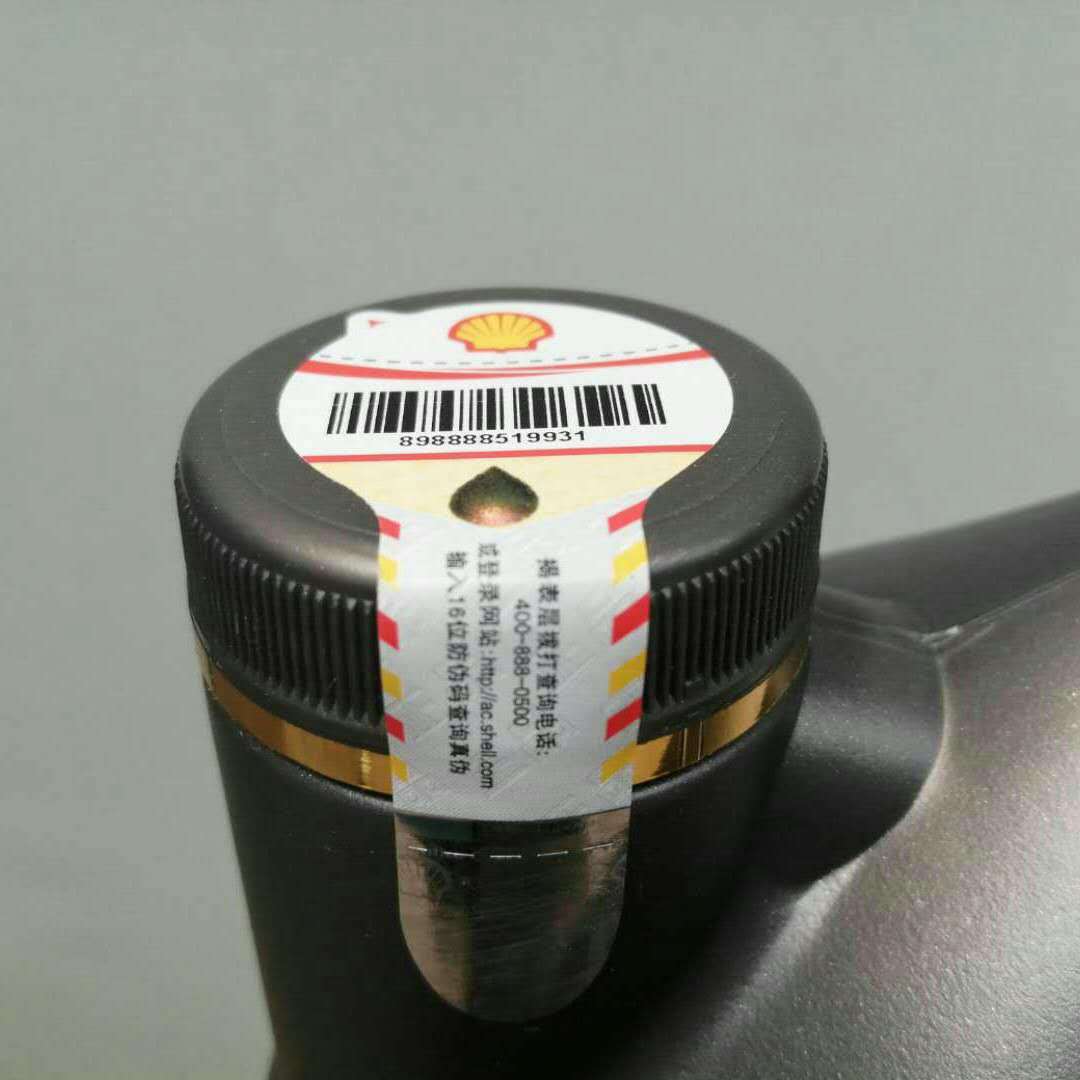 898888519931
揭表层拨打查询电话:
400-888-0500
或登录网站:http://ac.shell.com
输入16位防伪码查询真伪